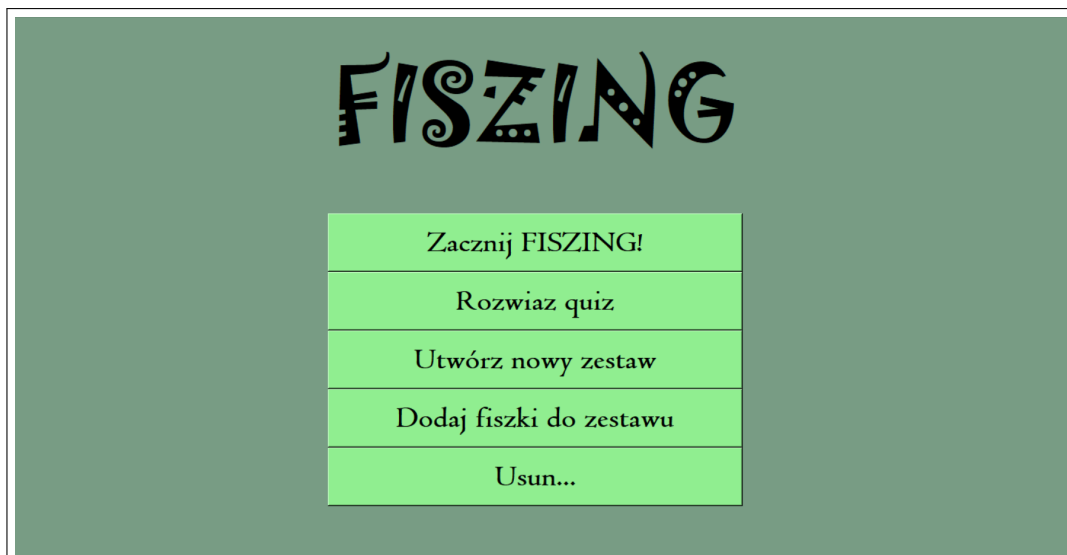 FISZING
Zacznij FISZING!
Rozwiaz quiz
Utwórz nowy zestaw
Dodaj fiszki do zestawu
Usun...